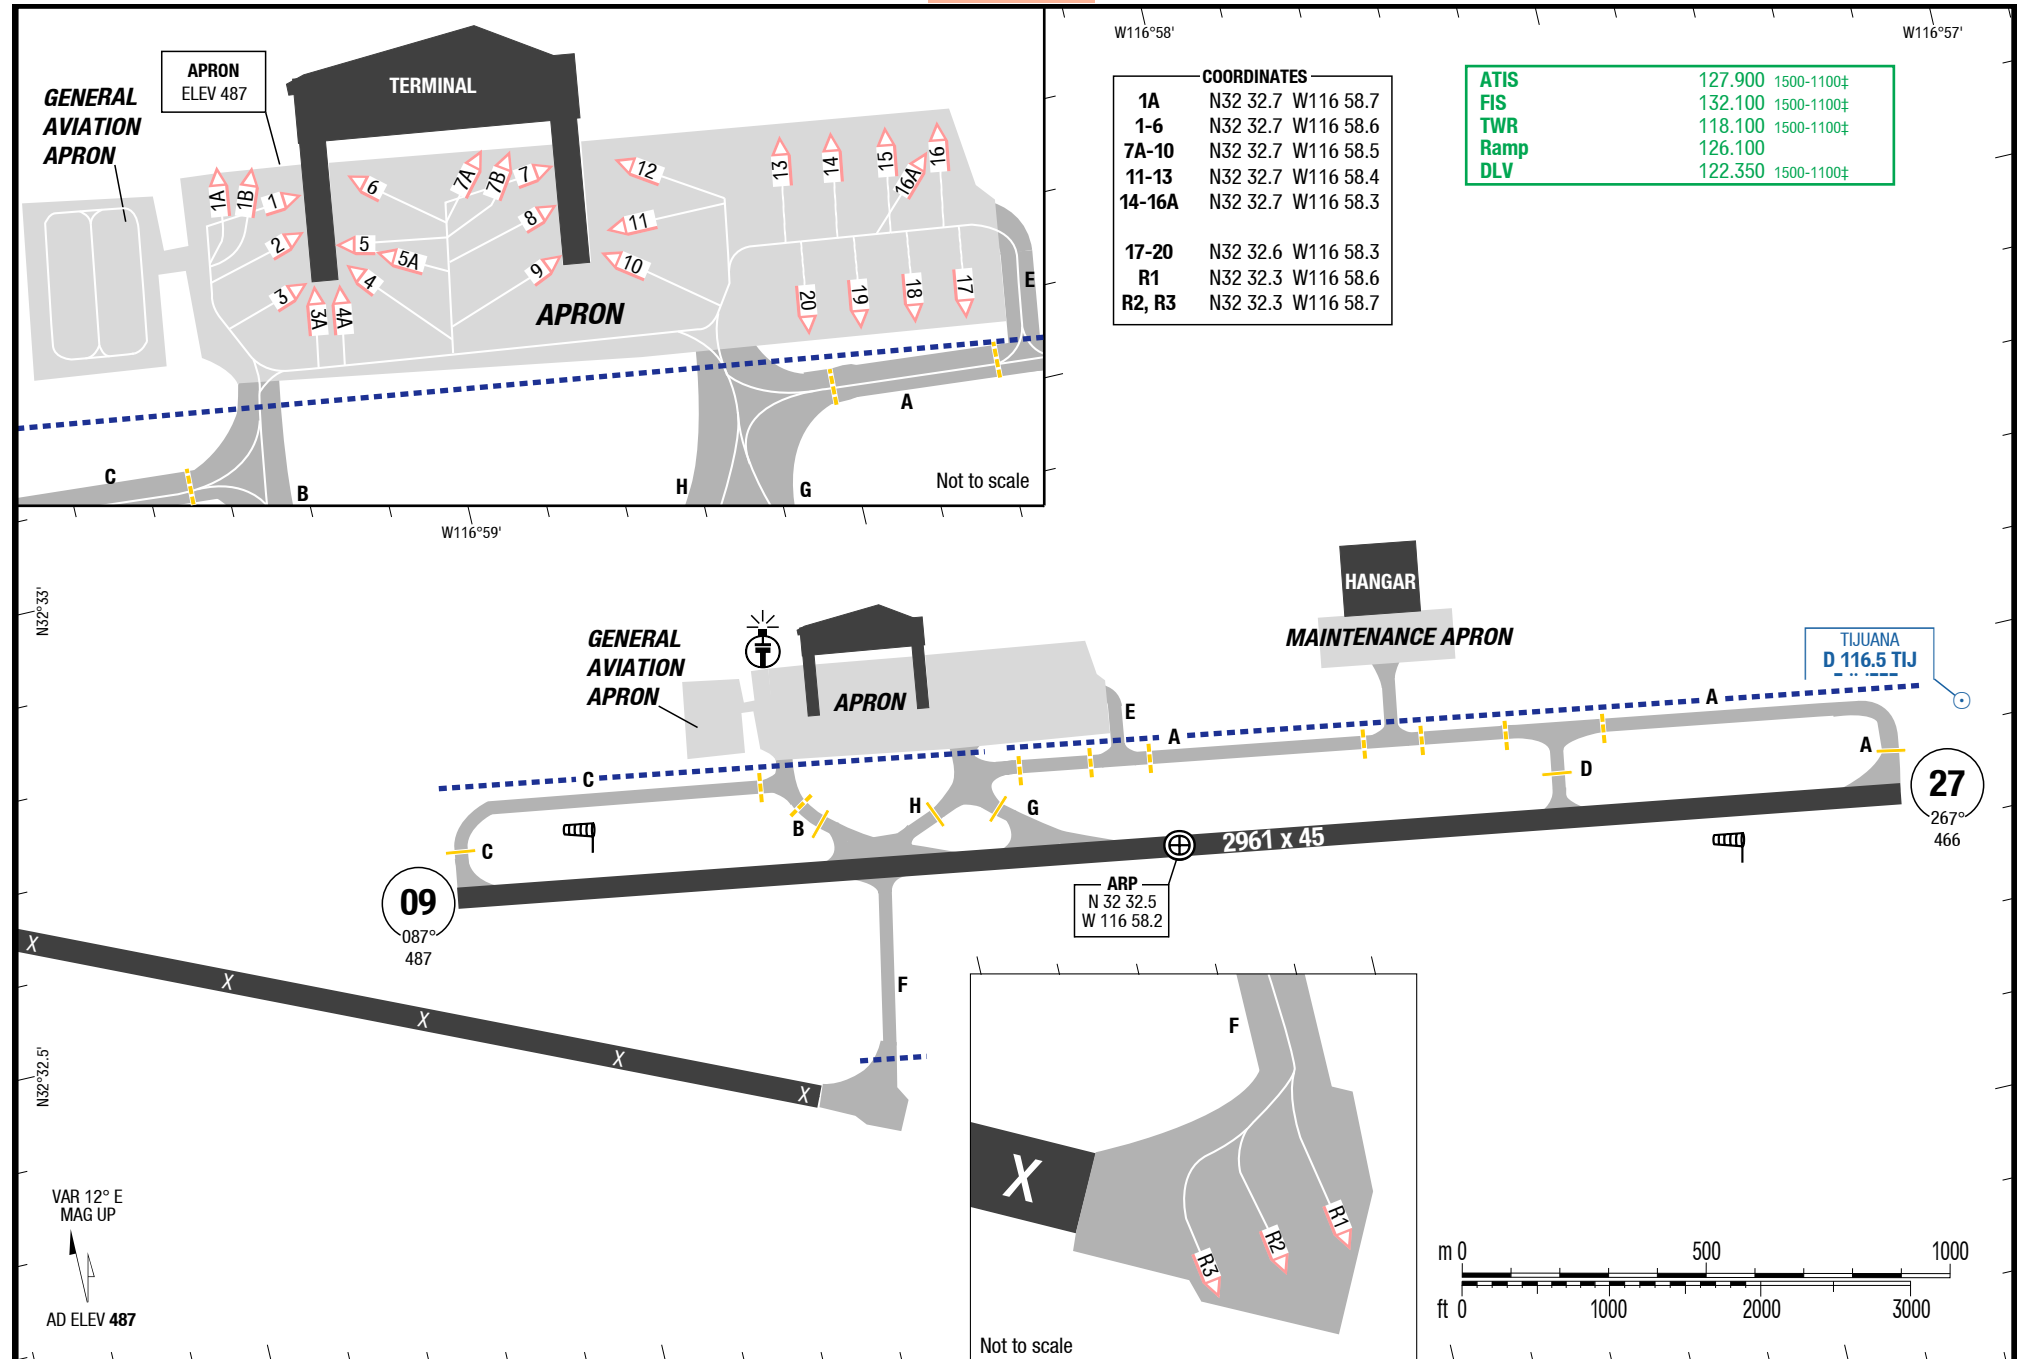 W116°58'
W116°57'
APRON
ELEV 487
TERMINAL
GENERAL
AVIATION
APRON
1A
1B
1
2
3
3A
4A
4
5
5A
6
7A
7B
7
8
9
10
11
12
13
14
15
16A
16
20
19
18
17
APRON
E
A
C
B
H
G
Not to scale
COORDINATES
1A N32 32.7 W116 58.7
1-6 N32 32.7 W116 58.6
7A-10 N32 32.7 W116 58.5
11-13 N32 32.7 W116 58.4
14-16A N32 32.7 W116 58.3
17-20 N32 32.6 W116 58.3
R1 N32 32.3 W116 58.6
R2, R3 N32 32.3 W116 58.7
ATIS 127.900 1500-1100‡
FIS 132.100 1500-1100‡
TWR 118.100 1500-1100‡
Ramp 126.100
DLV 122.350 1500-1100‡
W116°59'
N32°33'
GENERAL
AVIATION
APRON
APRON
HANGAR
MAINTENANCE APRON
TIJUANA
D 116.5 TIJ
E
A
A
A
C
C
B
H
G
D
27
267°
466
2961 x 45
ARP
N 32 32.5
W 116 58.2
09
087°
487
X
X
X
X
X
F
N32°32.5'
F
X
R1
R2
R3
Not to scale
VAR 12° E
MAG UP
AD ELEV 487
m 0 500 1000
ft 0 1000 2000 3000